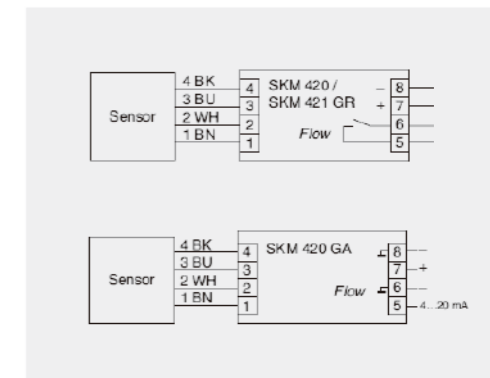 4 BK 4 SKM 420 / – 8
3 BU 3 SKM 421 GR + 7
Sensor 2 WH 2 Flow 6
1 BN 1 5
4 BK 4 SKM 420 GA 8 –
3 BU 3 7 +
Sensor 2 WH 2 Flow 6 –
1 BN 1 5 4...20 mA